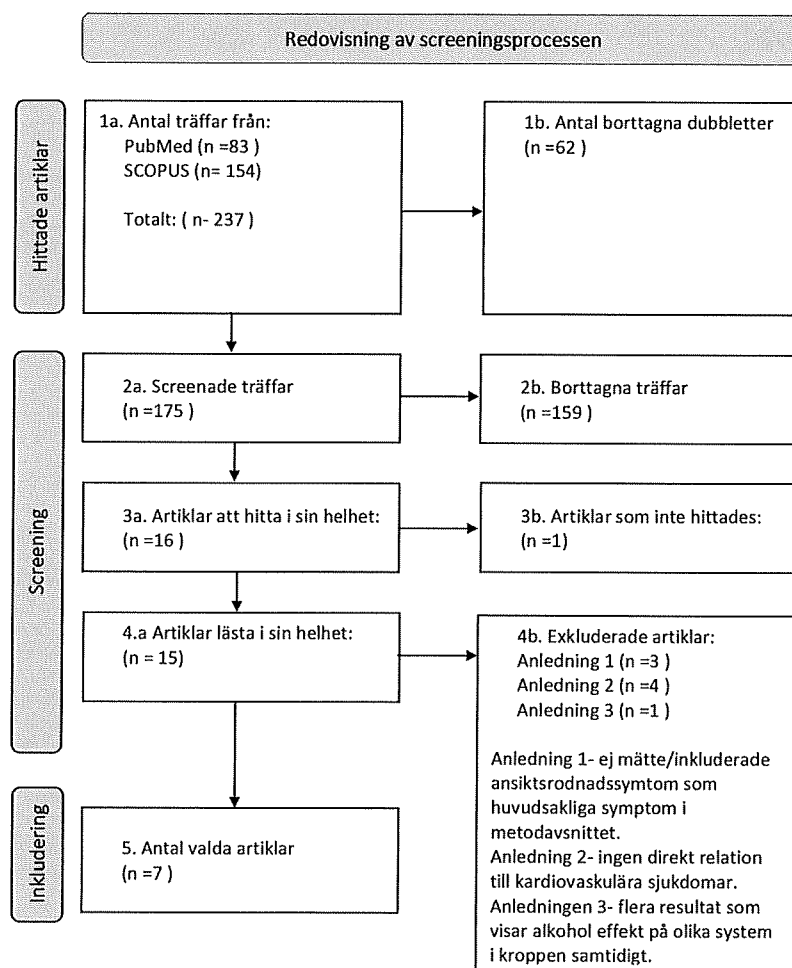 Redovisning av screeningsprocessen
Hittade artiklar
1a. Antal träffar från:
PubMed (n =83 )
SCOPUS (n= 154)
Totalt: ( n- 237)
1b. Antal borttagna dubbletter
(n =62)
Screening
2a. Screenade träffar
(n =175 )
2b. Borttagna träffar
(n =159 )
3a. Artiklar att hitta i sin helhet:
(n =16 )
3b. Artiklar som inte hittades:
(n =1)
4.a Artiklar lästa i sin helhet:
(n = 15)
4b. Exkluderade artiklar:
Anledning 1 (n =3 )
Anledning 2 (n =4 )
Anledning 3 (n =1 )
Anledning 1- ej mätte/inkluderade
ansiktsrodnadssymtom som
huvudsakliga symptom i
metodavsnittet.
Anledning 2- ingen direkt relation
till kardiovaskulära sjukdomar.
Anledningen 3- flera resultat som
visar alkohol effekt på olika system
i kroppen samtidigt.
Inkludering
5. Antal valda artiklar
(n =7 )